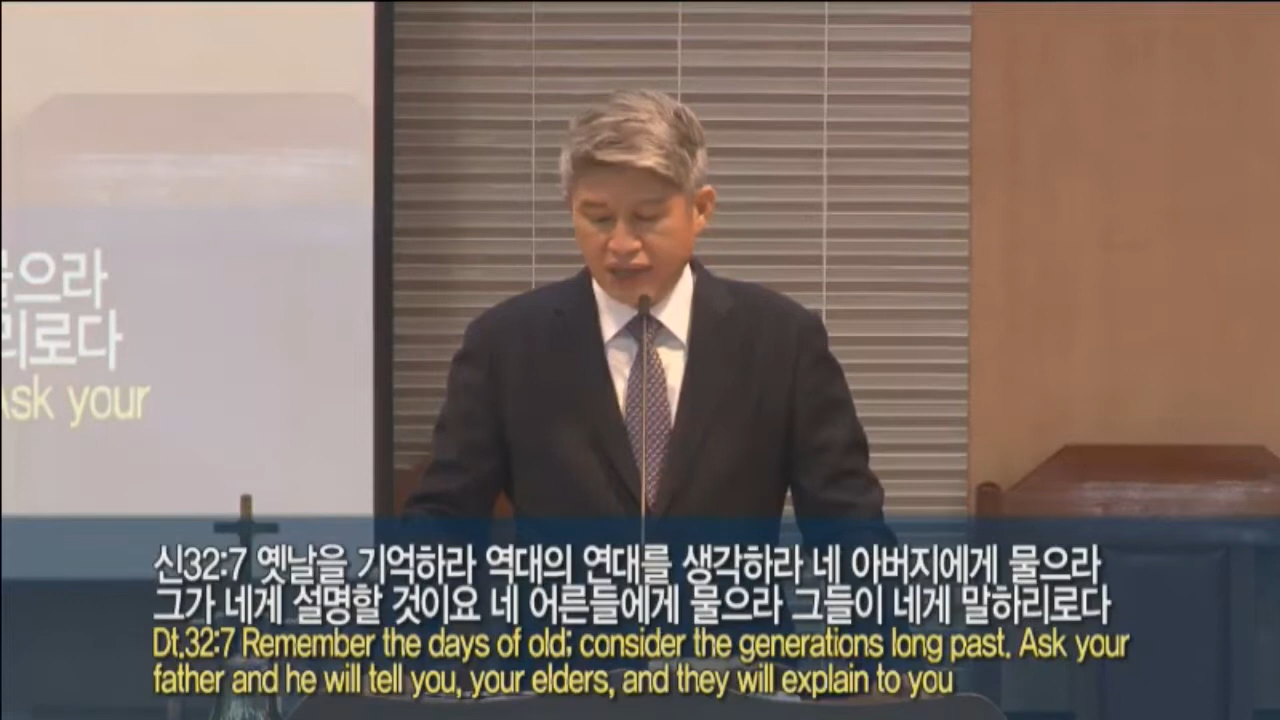 으라
리로다
Ask your
신32:7 옛날을 기억하라 역대의 연대를 생각하라 네 아버지에게 물으라
그가 네게 설명할 것이요 네 어른들에게 물으라 그들이 네게 말하리로다
Dt.32:7 Remember the days of old; consider the generations long past. Ask your
father and he will tell you, your elders, and they will explain to you